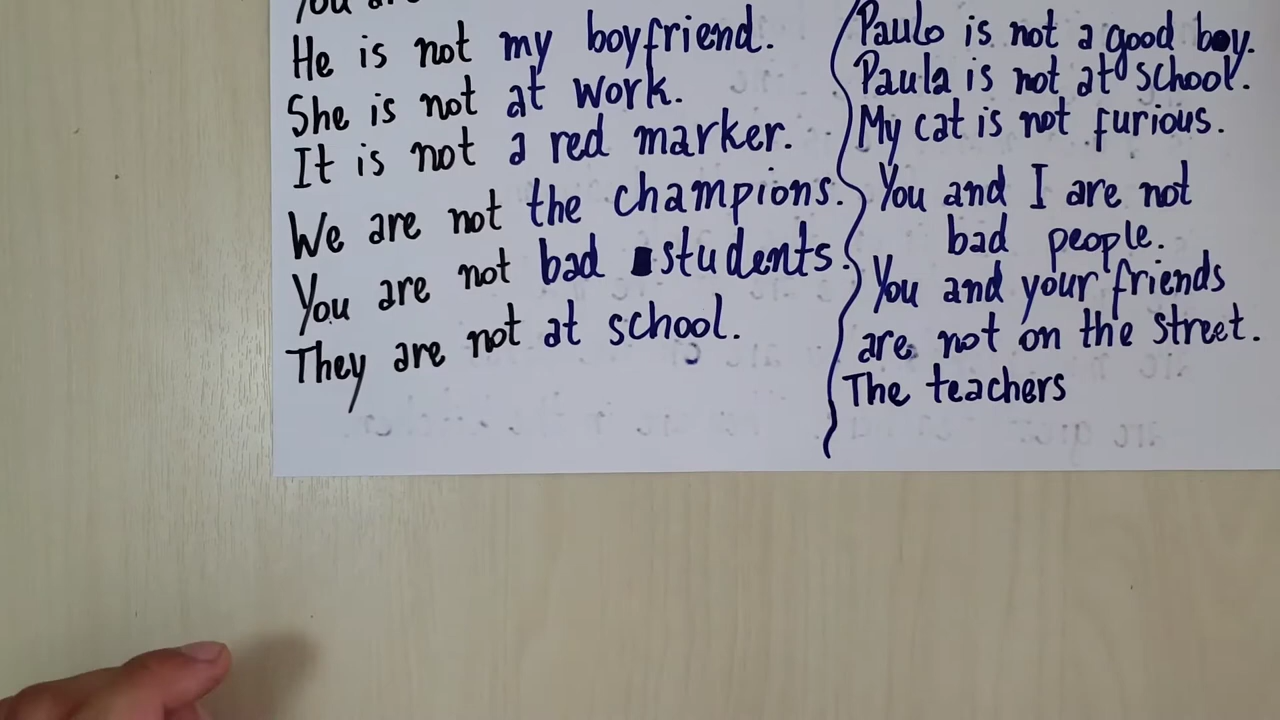 You are
He is not my boyfriend.
She is not at work.
It is not a red marker.
We are not the champions.
You are not bad students.
They are not at school.
Paulo is not a good boy.
Paula is not at school.
My cat is not furious.
You and I are not
bad people.
You and your friends
are not on the street.
The teachers